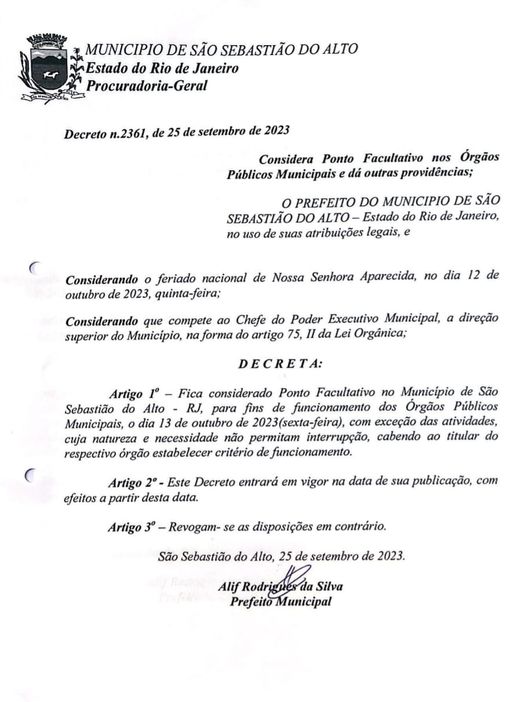 MUNICIPIO DE SÃO SEBASTIÃO DO ALTO
Estado do Rio de Janeiro
Procuradoria-Geral
Decreto n.2361, de 25 de setembro de 2023
Considera Ponto Facultativo nos Órgãos
Públicos Municipais e dá outras providências;
O PREFEITO DO MUNICIPIO DE SÃO
SEBASTIÃO DO ALTO – Estado do Rio de Janeiro,
no uso de suas atribuições legais, e
Considerando o feriado nacional de Nossa Senhora Aparecida, no dia 12 de
outubro de 2023, quinta-feira;
Considerando que compete ao Chefe do Poder Executivo Municipal, a direção
superior do Município, na forma do artigo 75, II da Lei Orgânica;
D E C R E T A:
Artigo 1º – Fica considerado Ponto Facultativo no Município de São
Sebastião do Alto - RJ, para fins de funcionamento dos Órgãos Públicos
Municipais, o dia 13 de outubro de 2023(sexta-feira), com exceção das atividades,
cuja natureza e necessidade não permitam interrupção, cabendo ao titular do
respectivo órgão estabelecer critério de funcionamento.
Artigo 2º - Este Decreto entrará em vigor na data de sua publicação, com
efeitos a partir desta data.
Artigo 3º – Revogam- se as disposições em contrário.
São Sebastião do Alto, 25 de setembro de 2023.
Alif Rodrigues da Silva
Prefeito Municipal